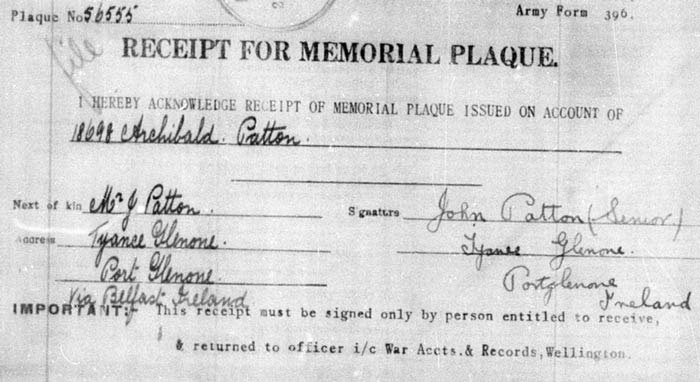 Plaque No 56555
Army Form 396.
file
RECEIPT FOR MEMORIAL PLAQUE.
I HEREBY ACKNOWLEDGE RECEIPT OF MEMORIAL PLAQUE ISSUED ON ACCOUNT OF
18698 Archibald Patton.
Next of kin Mr J Patton. Signature John Patton (Senior)
Address Tyanee Glenone. Tyanee Glenone.
Port Glenone. Portglenone
Via Belfast Ireland Ireland
IMPORTANT:- This receipt must be signed only by person entitled to receive,
& returned to officer i/c War Accts.& Records,Wellington.